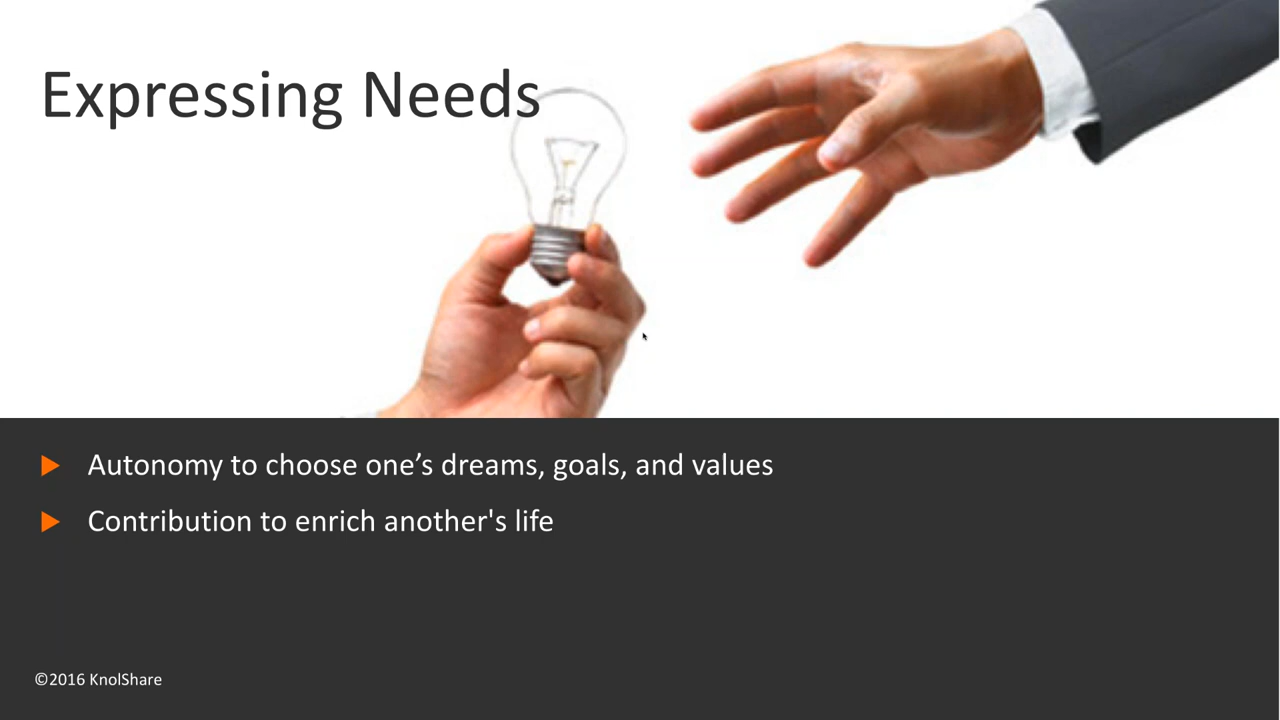 Expressing Needs
Autonomy to choose one’s dreams, goals, and values
Contribution to enrich another's life
©2016 KnolShare